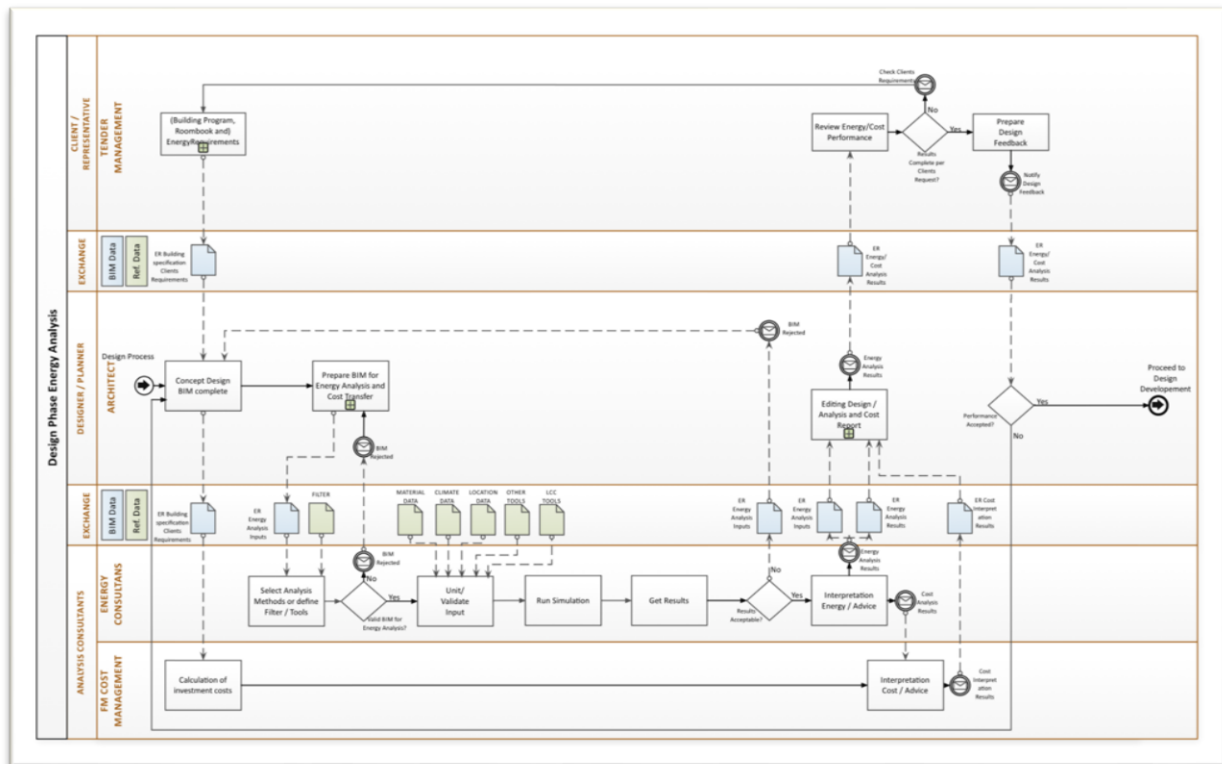 Design Phase Energy Analysis
CLIENT /
REPRESENTATIVE
TENDER
MANAGEMENT
(Building Program,
Roombook and)
EnergyRequirements
Check Clients
Requirements
Review Energy/Cost
Performance
No
Yes
Results
Complete per
Clients
Request?
Prepare
Design
Feedback
Notify
Design
Feedback
EXCHANGE
BIM Data
Ref. Data
ER Building
specification
Clients
Requirements
ER
Energy/
Cost
Analysis
Results
ER
Energy/
Cost
Analysis
Results
DESIGNER / PLANNER
ARCHITECT
Design Process
Concept Design
BIM complete
Prepare BIM for
Energy Analysis and
Cost Transfer
BIM
Rejected
BIM
Rejected
Energy
Analysis
Results
Editing Design /
Analysis and Cost
Report
Performance
Accepted?
Yes
No
Proceed to
Design
Developement
EXCHANGE
BIM Data
Ref. Data
ER Building
specification
Clients
Requirements
ER
Energy
Analysis
Inputs
FILTER
MATERIAL
DATA
CLIMATE
DATA
LOCATION
DATA
OTHER
TOOLS
LCC
TOOLS
ER
Energy
Analysis
Inputs
ER
Energy
Analysis
Inputs
ER
Energy
Analysis
Results
ER Cost
Interpret
ation
Results
ANALYSIS CONSULTANTS
ENERGY
CONSULTANS
Select Analysis
Methods or define
Filter / Tools
BIM
Rejected
No
Yes
Valid BIM for
Energy Analysis?
Unit/
Validate
Input
Run Simulation
Get Results
No
Yes
Results
Acceptable?
Energy
Analysis
Results
Interpretation
Energy / Advice
Cost
Analysis
Results
FM COST
MANAGEMENT
Calculation of
investment costs
Interpretation
Cost / Advice
Cost
Interpret
ation
Results